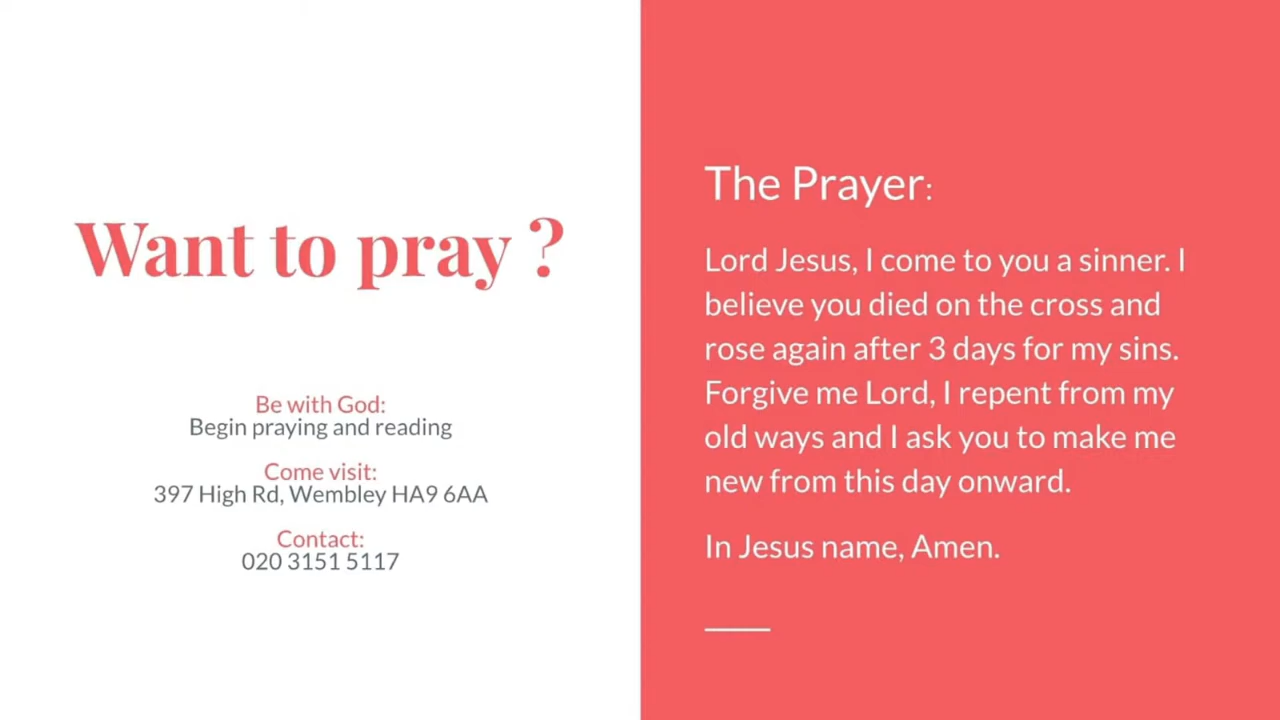 Want to pray ?
Be with God:
Begin praying and reading
Come visit:
397 High Rd, Wembley HA9 6AA
Contact:
020 3151 5117
The Prayer:
Lord Jesus, I come to you a sinner. I
believe you died on the cross and
rose again after 3 days for my sins.
Forgive me Lord, I repent from my
old ways and I ask you to make me
new from this day onward.
In Jesus name, Amen.